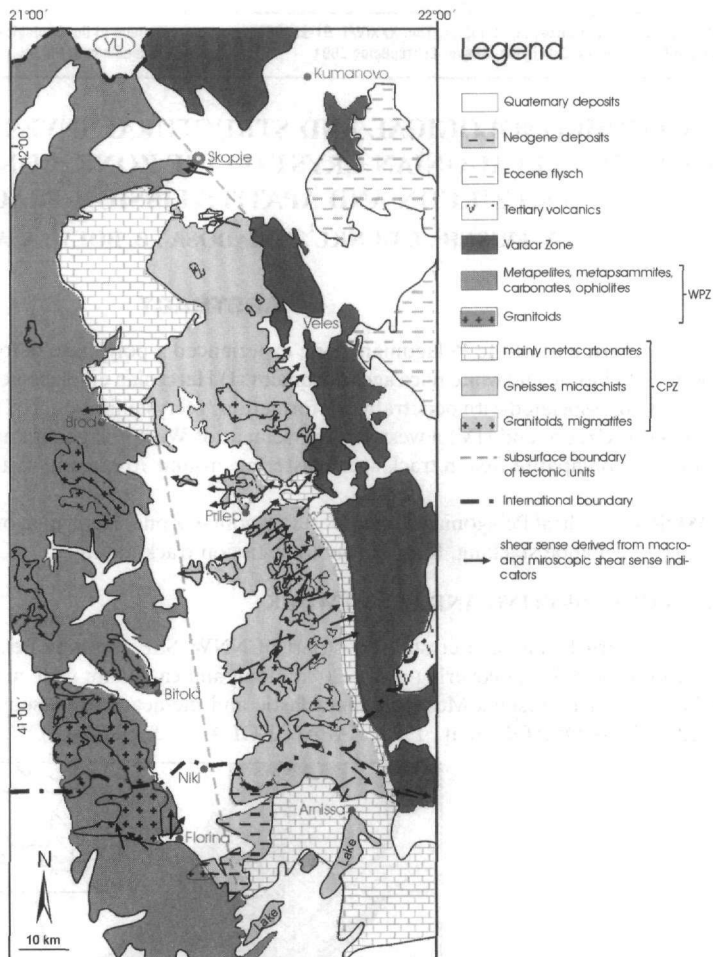 21°00´
22°00´
YU
Legend
Kumanovo
Quaternary deposits
Neogene deposits
42°00´
Skopje
Eocene flysch
Tertiary volcanics
Vardar Zone
Metapelites, metapsammites,
carbonates, ophiolites
WPZ
Granitoids
Veles
mainly metacarbonates
Gneisses, micaschists
CPZ
Brod
Granitoids, migmatites
subsurface boundary
of tectonic units
International boundary
Prilep
shear sense derived from macro-
and miroscopic shear sense indi-
cators
Bitola
41°00´
Niki
Arnissa
Florina
Lake
N
10 km
Lake